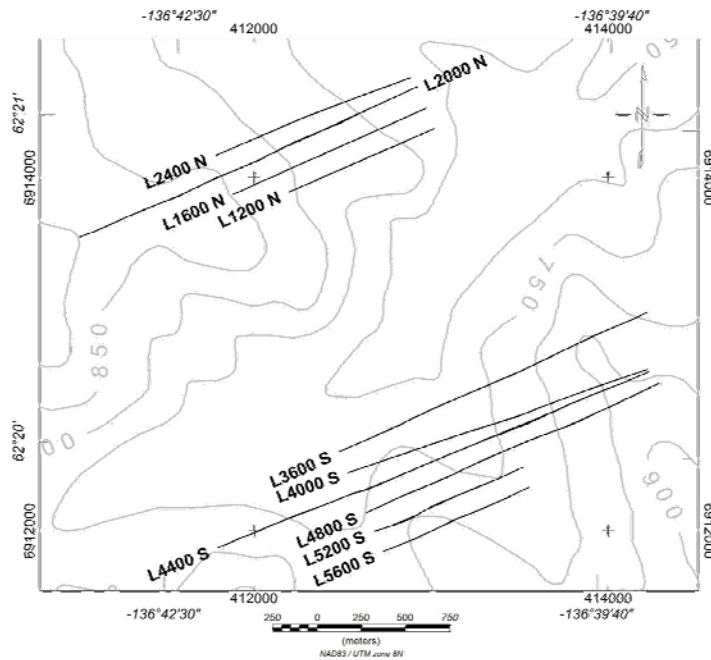 -136°42'30" -136°39'40"
412000 414000
62°21'
6914000
6914000
L2000 N
L2400 N
L1600 N
L1200 N
N
750
850
62°20'
L3600 S
L4000 S
L4400 S
L4800 S
L5200 S
L5600 S
900
6912000
6912000
412000 414000
-136°42'30" -136°39'40"
250 0 250 500 750
(meters)
NAD83 / UTM zone 8N